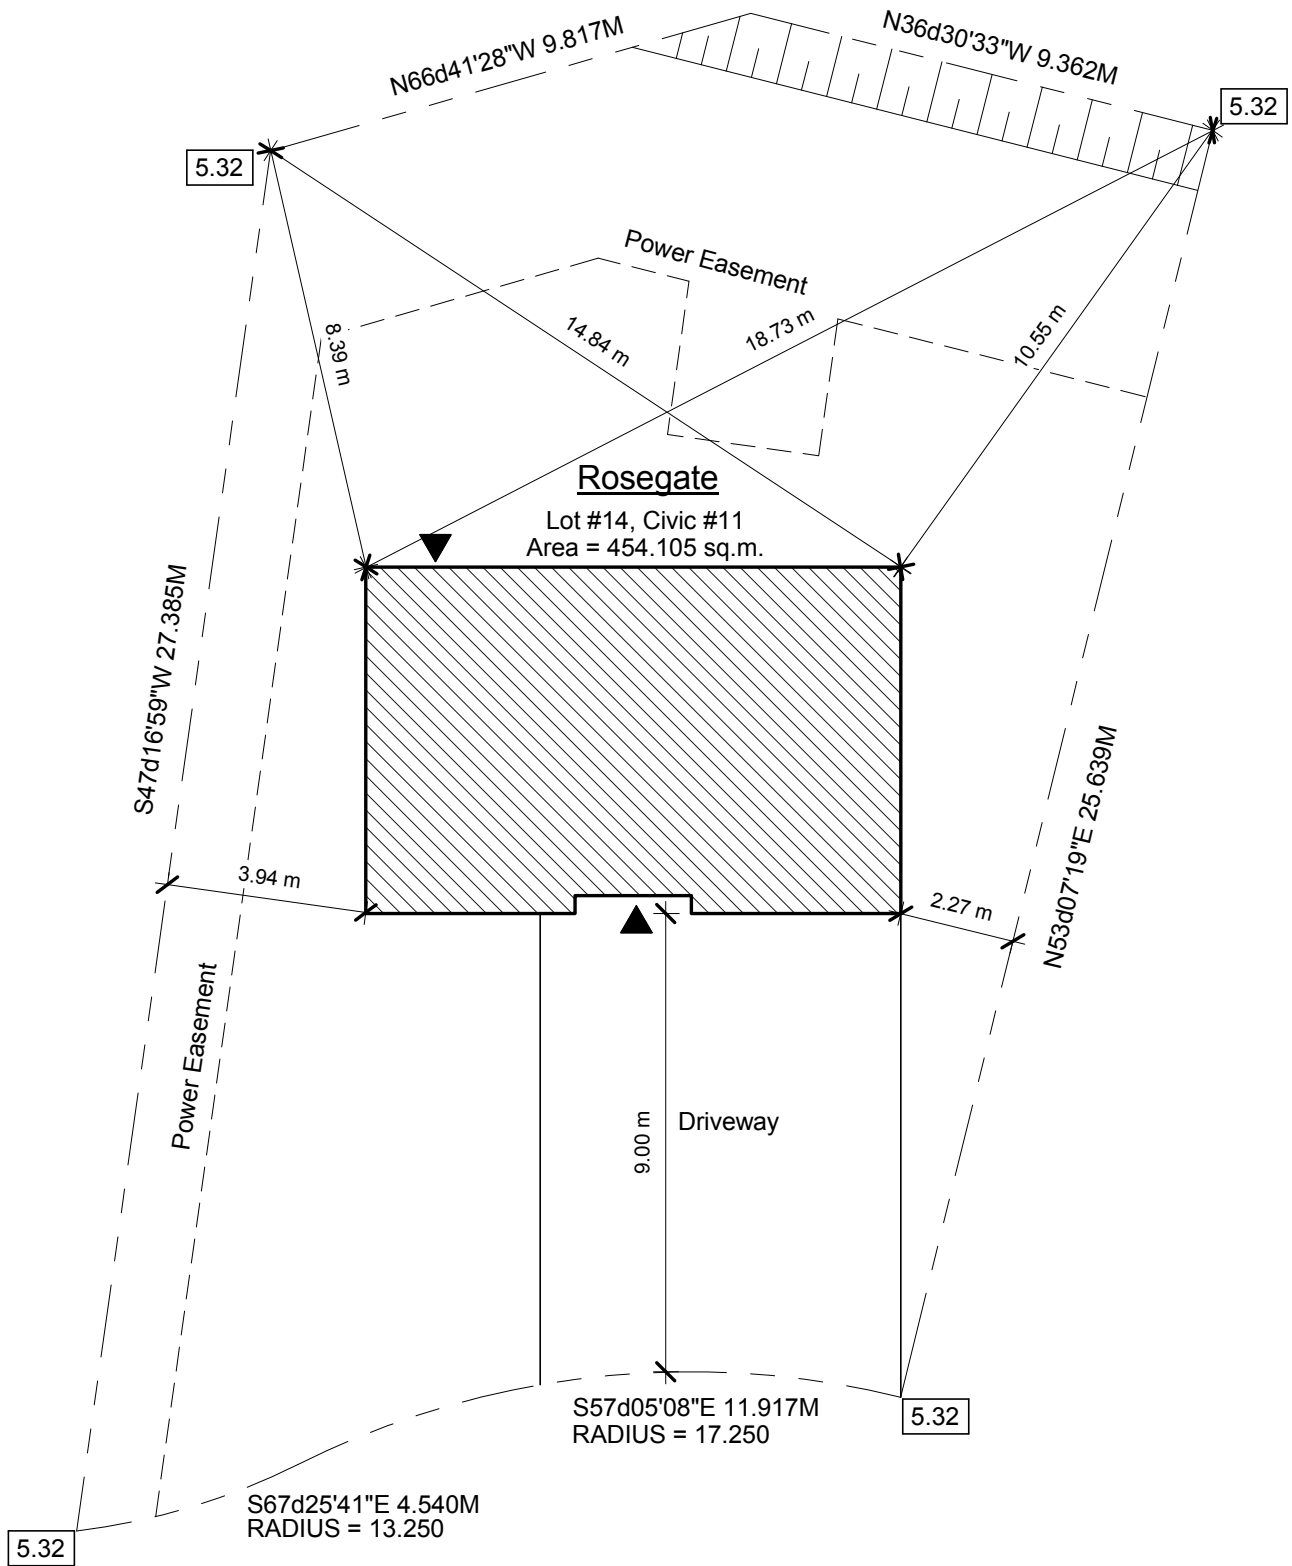 N66d41'28"W 9.817M
N36d30'33"W 9.362M
5.32
5.32
Power Easement
8.39 m
14.84 m
18.73 m
10.55 m
Rosegate
Lot #14, Civic #11
Area = 454.105 sq.m.
S47d16'59"W 27.385M
N53d07'19"E 25.639M
3.94 m
2.27 m
Power Easement
9.00 m
Driveway
S57d05'08"E 11.917M
RADIUS = 17.250
5.32
S67d25'41"E 4.540M
RADIUS = 13.250
5.32